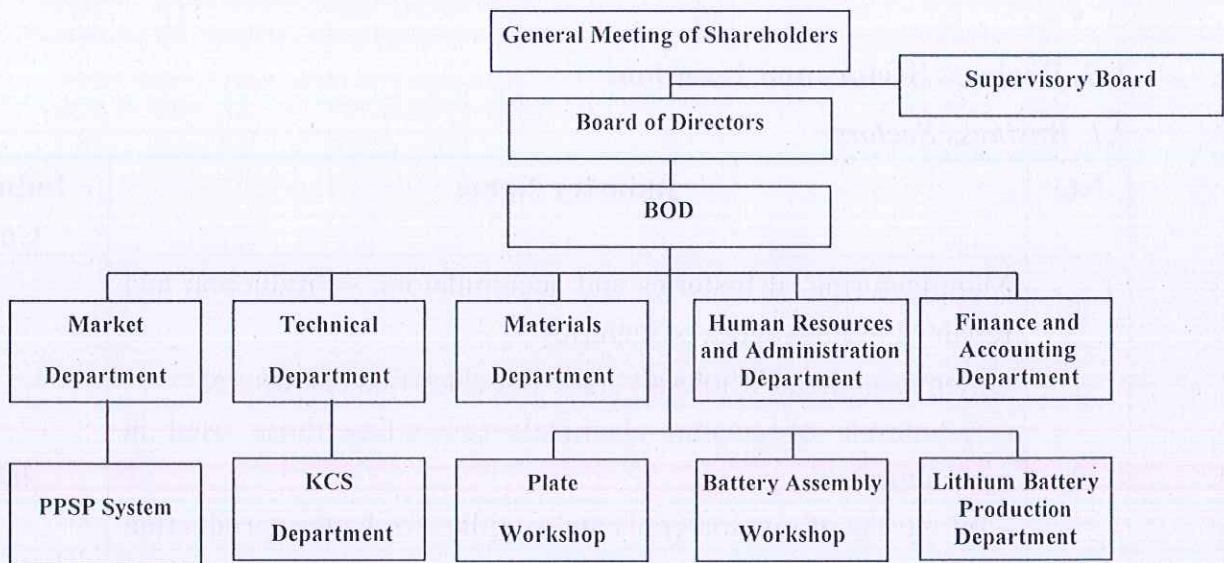 General Meeting of Shareholders
Supervisory Board
Board of Directors
BOD
Market
Department
Technical
Department
Materials
Department
Human Resources
and Administration
Department
Finance and
Accounting
Department
PPSP System
KCS
Department
Plate
Workshop
Battery Assembly
Workshop
Lithium Battery
Production
Department